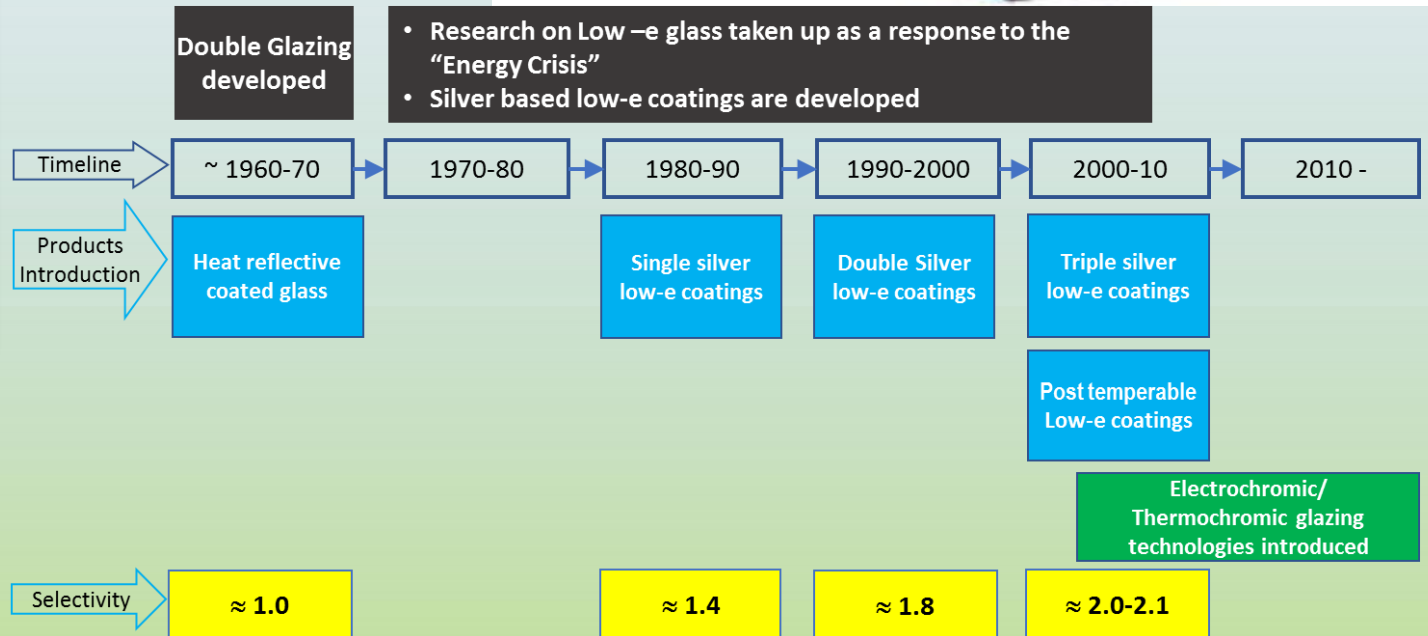 Double Glazing
developed
• Research on Low –e glass taken up as a response to the
“Energy Crisis”
• Silver based low-e coatings are developed
Timeline
~ 1960-70
1970-80
1980-90
1990-2000
2000-10
2010 -
Products
Introduction
Heat reflective
coated glass
Single silver
low-e coatings
Double Silver
low-e coatings
Triple silver
low-e coatings
Post temperable
Low-e coatings
Electrochromic/
Thermochromic glazing
technologies introduced
Selectivity
≈ 1.0
≈ 1.4
≈ 1.8
≈ 2.0-2.1